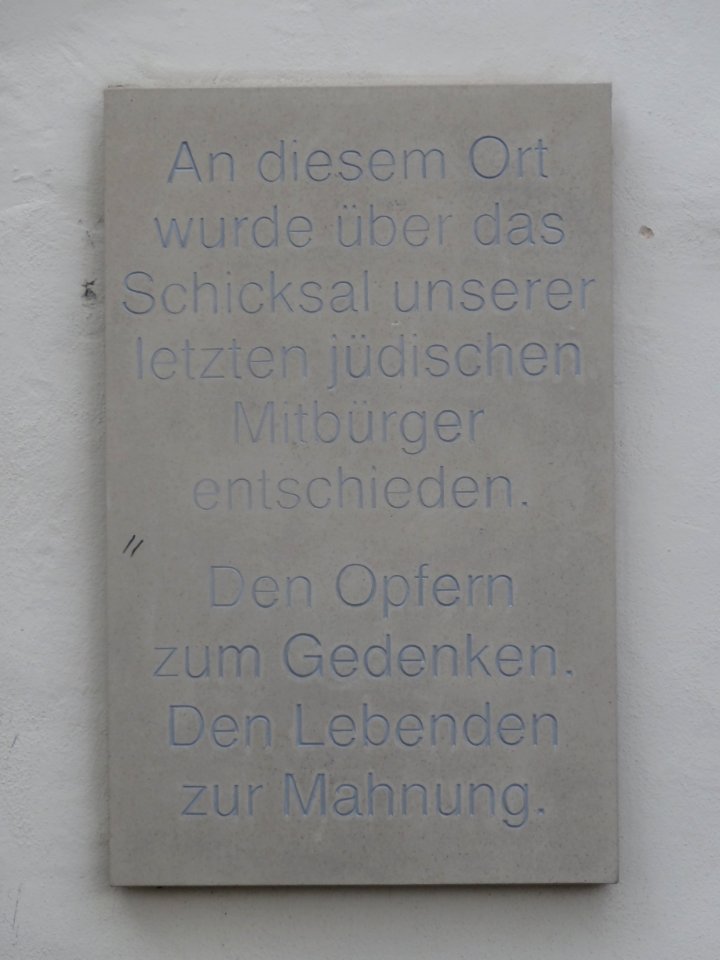 An diesem Ort
wurde über das
Schicksal unserer
letzten jüdischen
Mitbürger
entschieden.
Den Opfern
zum Gedenken.
Den Lebenden
zur Mahnung.